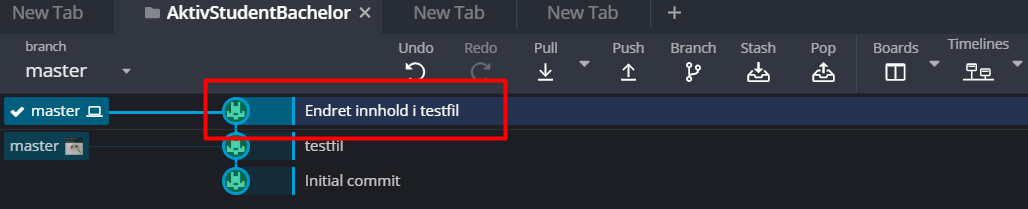 New Tab AktivStudentBachelor × New Tab New Tab +
branch Undo Redo Pull Push Branch Stash Pop Boards Timelines
master
master Endret innhold i testfil
master testfil
Initial commit